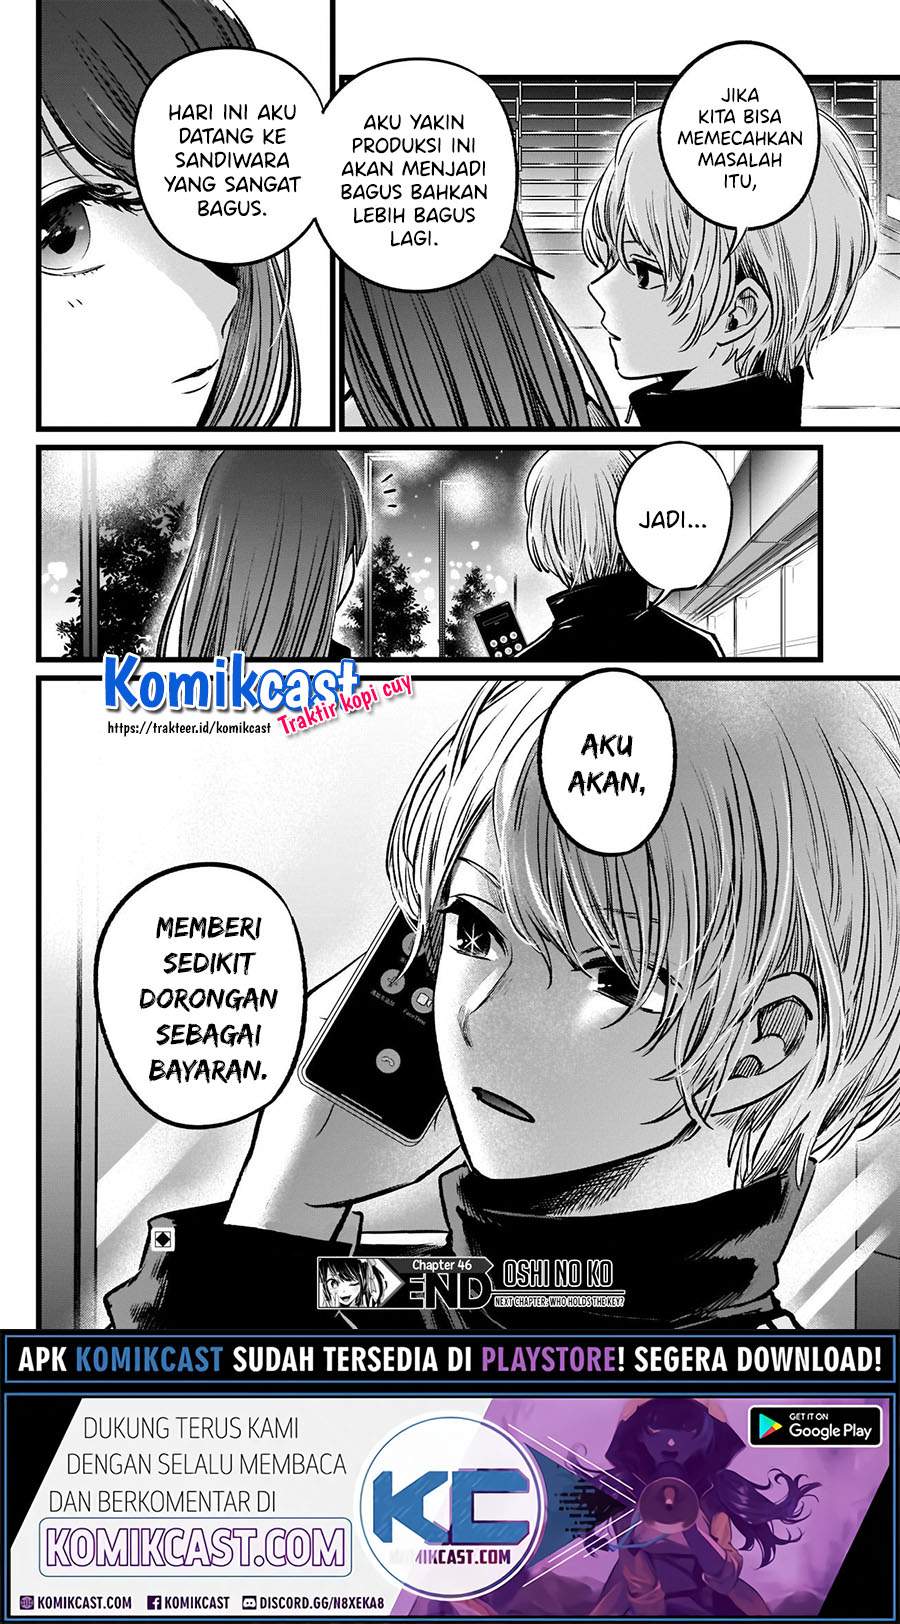 JIKA
KITA BISA
MEMECAHKAN
MASALAH
ITU,
AKU YAKIN
PRODUKSI INI
AKAN MENJADI
BAGUS BAHKAN
LEBIH BAGUS
LAGI.
HARI INI AKU
DATANG KE
SANDIWARA
YANG SANGAT
BAGUS.
JADI...
Komikcast
https://trakteer.id/komikcast
Traktir kopi cuy
AKU
AKAN,
MEMBERI
SEDIKIT
DORONGAN
SEBAGAI
BAYARAN.
FaceTime
Chapter 46
END
OSHI NO KO
NEXT CHAPTER: WHO HOLDS THE KEY?
APK KOMIKCAST SUDAH TERSEDIA DI PLAYSTORE! SEGERA DOWNLOAD!
DUKUNG TERUS KAMI
DENGAN SELALU MEMBACA
DAN BERKOMENTAR DI
KOMIKCAST.COM
KC
KOMIKCAST.COM
GET IT ON
Google Play
KOMIKCAST.COM
KOMIKCAST
DISCORD.GG/N8XEKA8